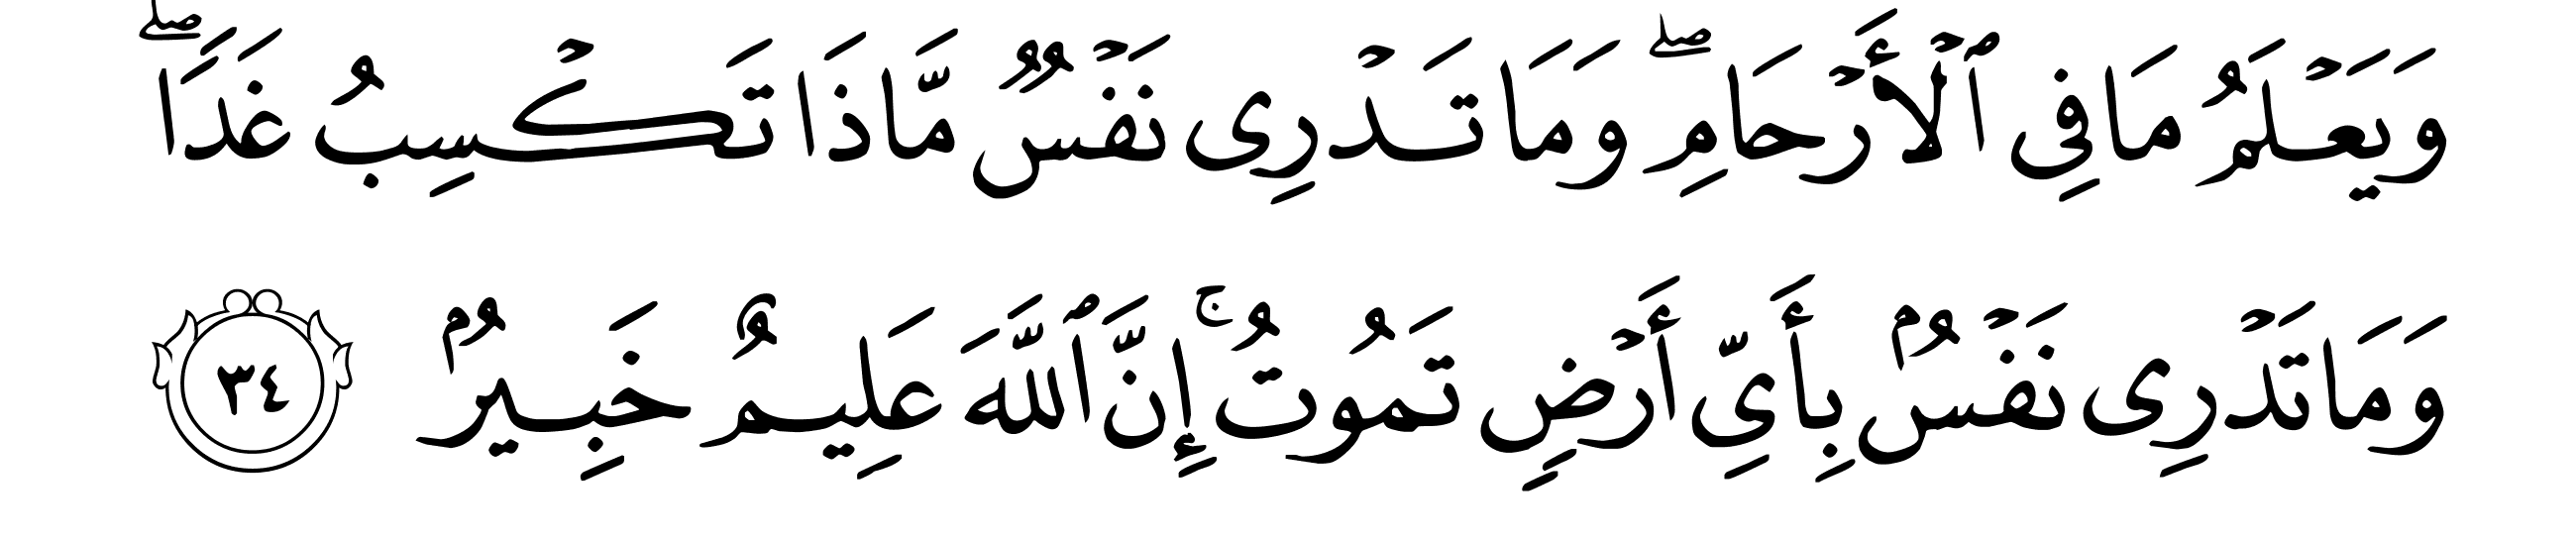 وَيَعۡلَمُ مَا فِي ٱلۡأَرۡحَامِۖ وَمَا تَدۡرِي نَفۡسٞ مَّاذَا تَكۡسِبُ غَدٗاۖ
وَمَا تَدۡرِي نَفۡسُۢ بِأَيِّ أَرۡضٖ تَمُوتُۚ إِنَّ ٱللَّهَ عَلِيمٌ خَبِيرُۢ ٣٤